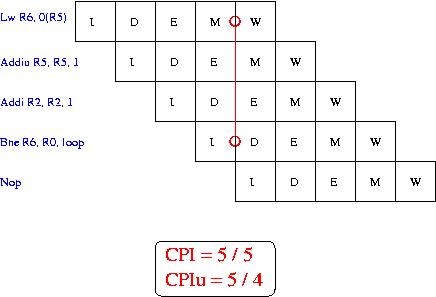 Lw R6, 0(R5) I D E M W
Addiu R5, R5, 1 I D E M W
Addi R2, R2, 1 I D E M W
Bne R6, R0, loop I D E M W
Nop I D E M W
CPI = 5 / 5
CPIu = 5 / 4